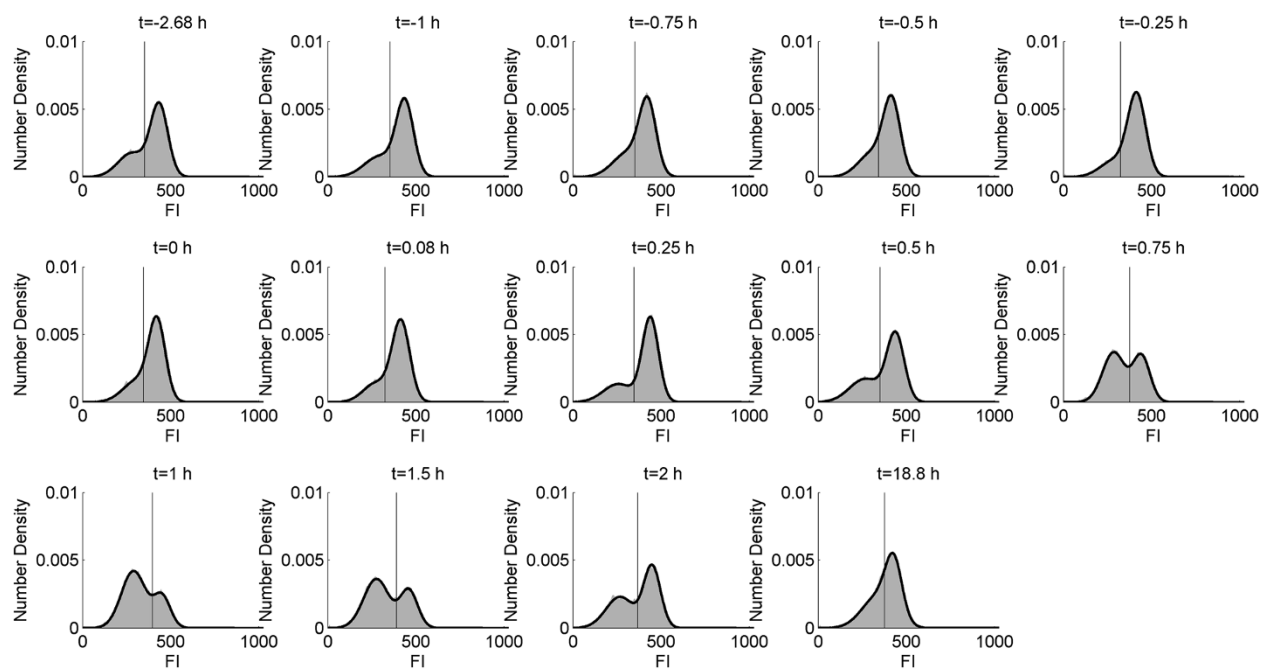 t=-2.68 h
t=-1 h
t=-0.75 h
t=-0.5 h
t=-0.25 h
0.01
0.005
0
Number Density
0 500 1000
FI
0.01
0.005
0
Number Density
0 500 1000
FI
0.01
0.005
0
Number Density
0 500 1000
FI
0.01
0.005
0
Number Density
0 500 1000
FI
0.01
0.005
0
Number Density
0 500 1000
FI
t=0 h
t=0.08 h
t=0.25 h
t=0.5 h
t=0.75 h
0.01
0.005
0
Number Density
0 500 1000
FI
0.01
0.005
0
Number Density
0 500 1000
FI
0.01
0.005
0
Number Density
0 500 1000
FI
0.01
0.005
0
Number Density
0 500 1000
FI
0.01
0.005
0
Number Density
0 500 1000
FI
t=1 h
t=1.5 h
t=2 h
t=18.8 h
0.01
0.005
0
Number Density
0 500 1000
FI
0.01
0.005
0
Number Density
0 500 1000
FI
0.01
0.005
0
Number Density
0 500 1000
FI
0.01
0.005
0
Number Density
0 500 1000
FI